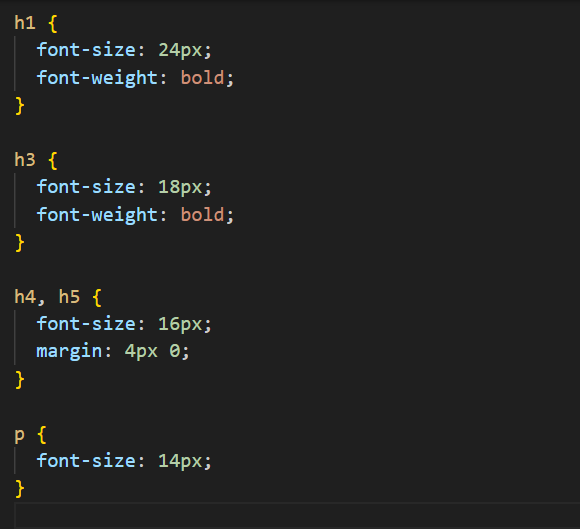 h1 {
  font-size: 24px;
  font-weight: bold;
}

h3 {
  font-size: 18px;
  font-weight: bold;
}

h4, h5 {
  font-size: 16px;
  margin: 4px 0;
}

p {
  font-size: 14px;
}